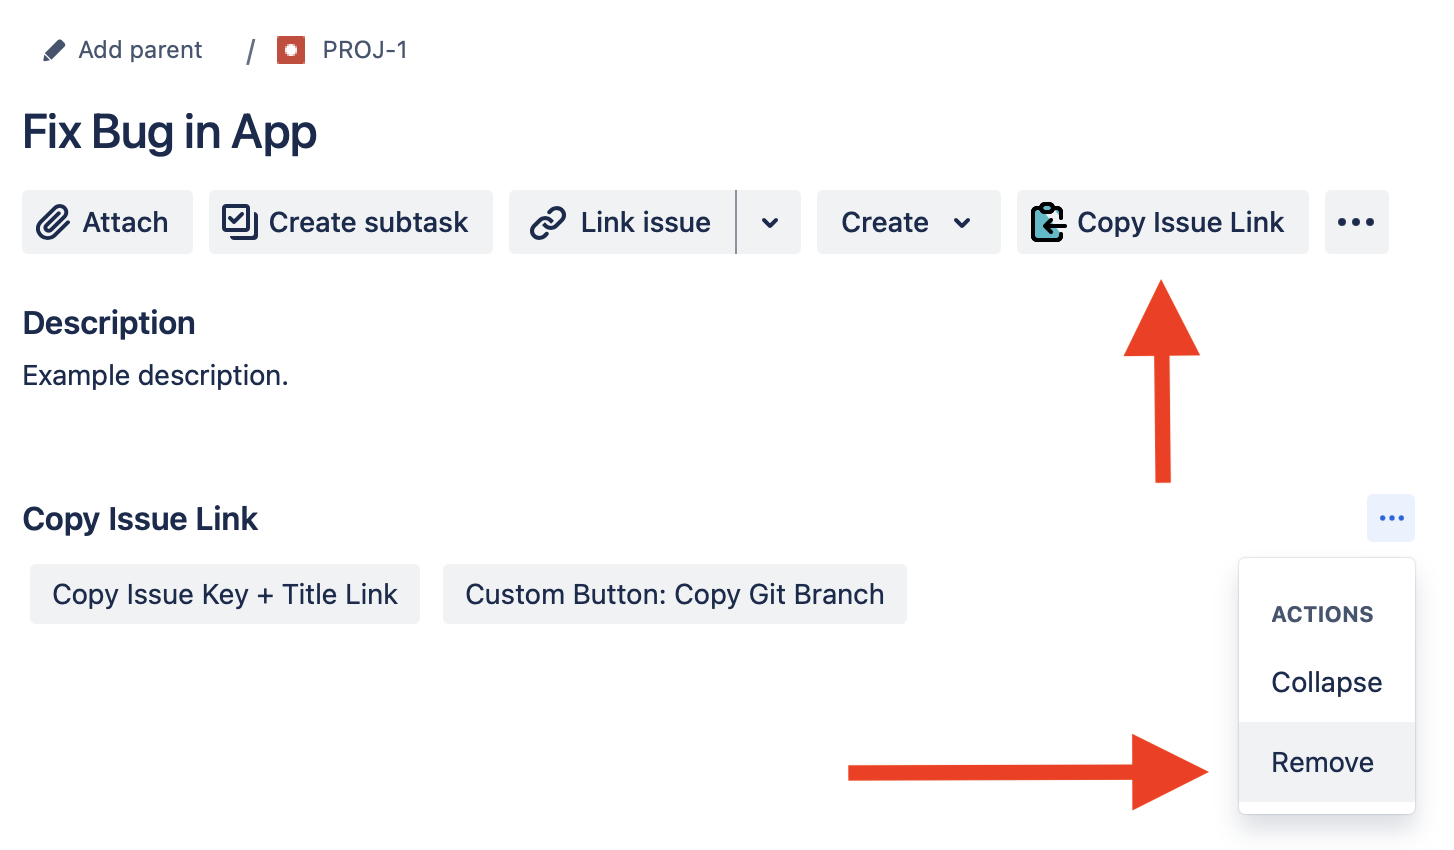 Add parent / PROJ-1
Fix Bug in App
Attach Create subtask Link issue Create Copy Issue Link
Description
Example description.
Copy Issue Link
Copy Issue Key + Title Link Custom Button: Copy Git Branch
ACTIONS
Collapse
Remove